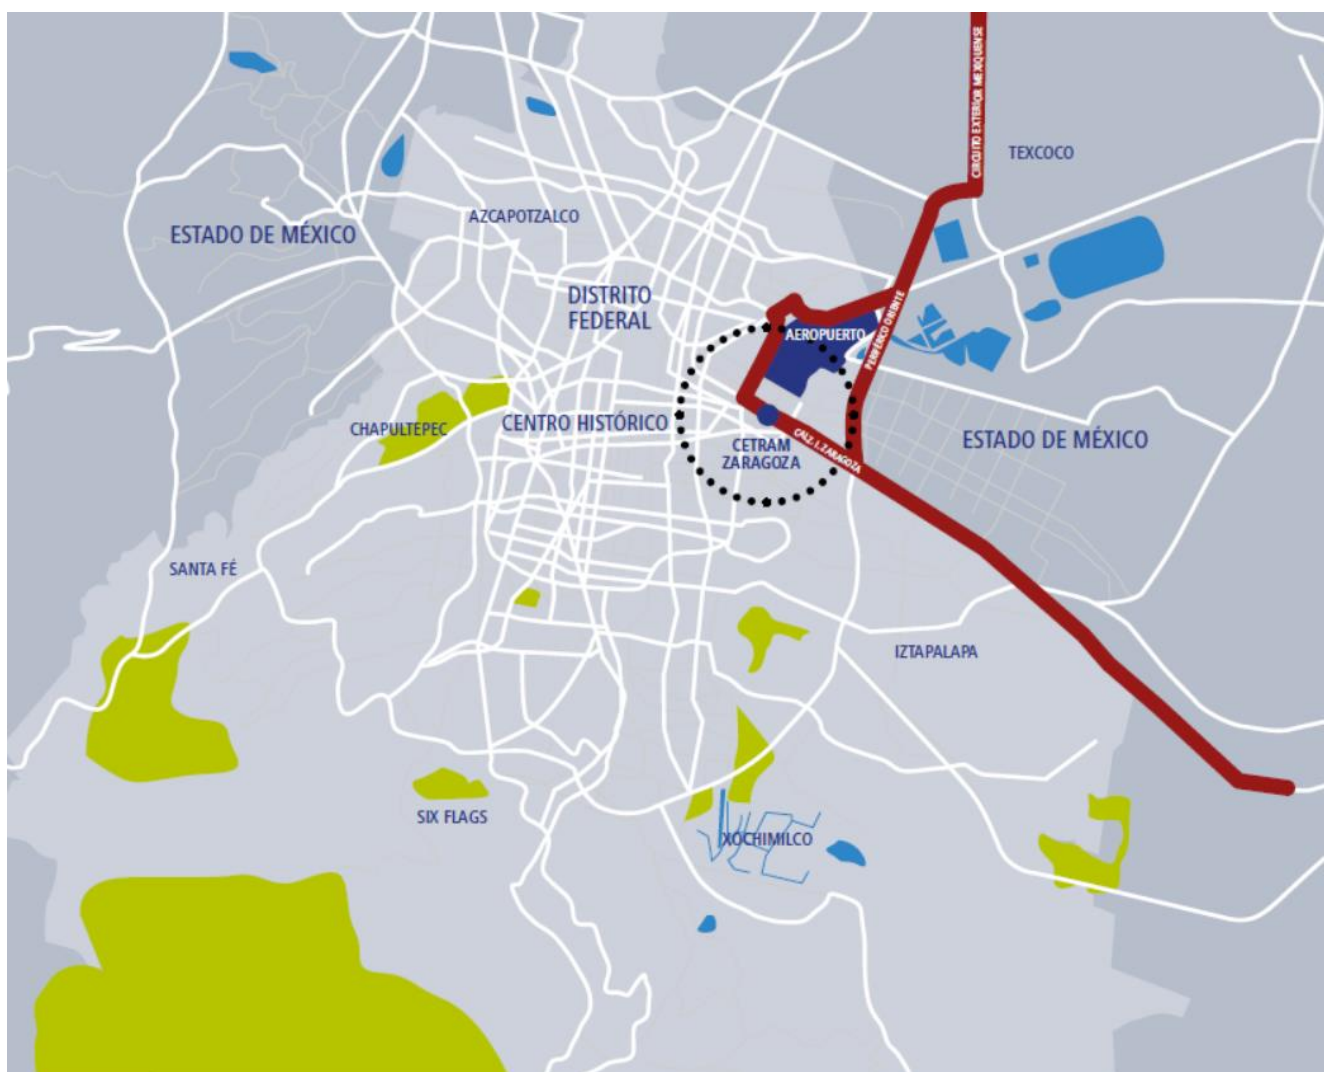 CIRCUITO EXTERIOR MEXIQUENSE
TEXCOCO
AZCAPOTZALCO
ESTADO DE MÉXICO
DISTRITO
FEDERAL
PERIFÉRICO ORIENTE
AEROPUERTO
CHAPULTEPEC
CENTRO HISTÓRICO
CETRAM
ZARAGOZA
CALZ. I. ZARAGOZA
ESTADO DE MÉXICO
SANTA FÉ
IZTAPALAPA
SIX FLAGS
XOCHIMILCO